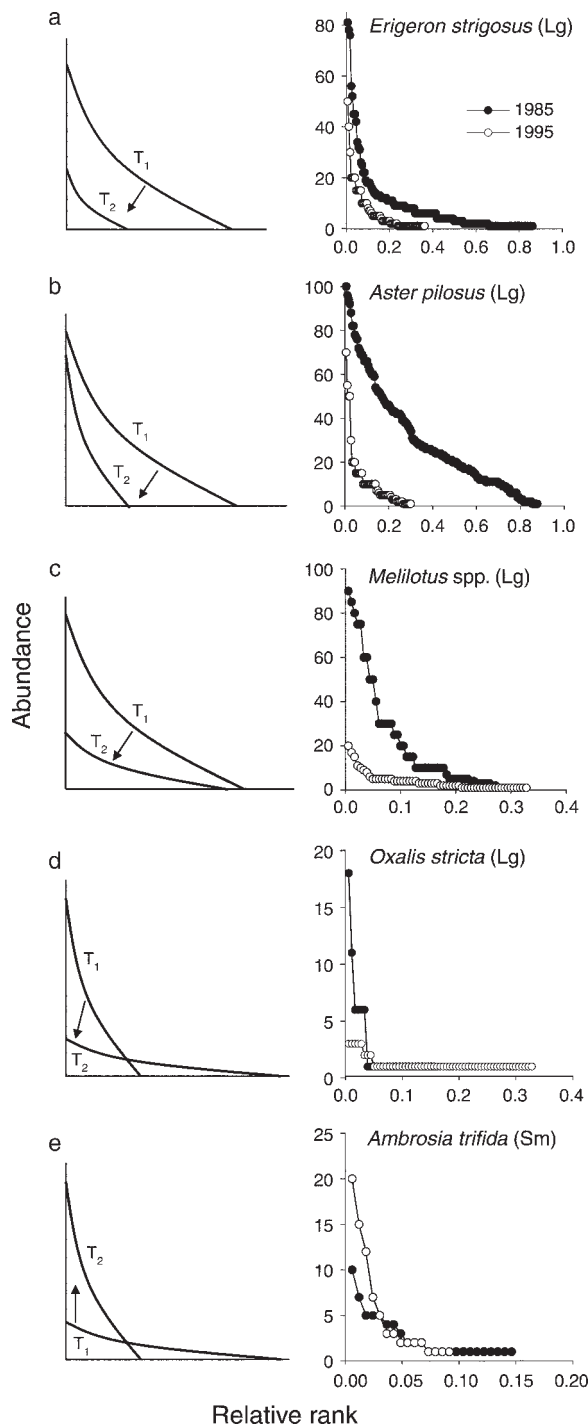 a
T1
T2
Erigeron strigosus (Lg)
1985
1995
80
60
40
20
0
0.0 0.2 0.4 0.6 0.8 1.0
b
T1
T2
Aster pilosus (Lg)
100
80
60
40
20
0
0.0 0.2 0.4 0.6 0.8 1.0
c
T1
T2
Melilotus spp. (Lg)
100
80
60
40
20
0
0.0 0.1 0.2 0.3 0.4
Abundance
d
T1
T2
Oxalis stricta (Lg)
20
15
10
5
0
0.0 0.1 0.2 0.3 0.4
e
T2
T1
Ambrosia trifida (Sm)
25
20
15
10
5
0
0.00 0.05 0.10 0.15 0.20
Relative rank